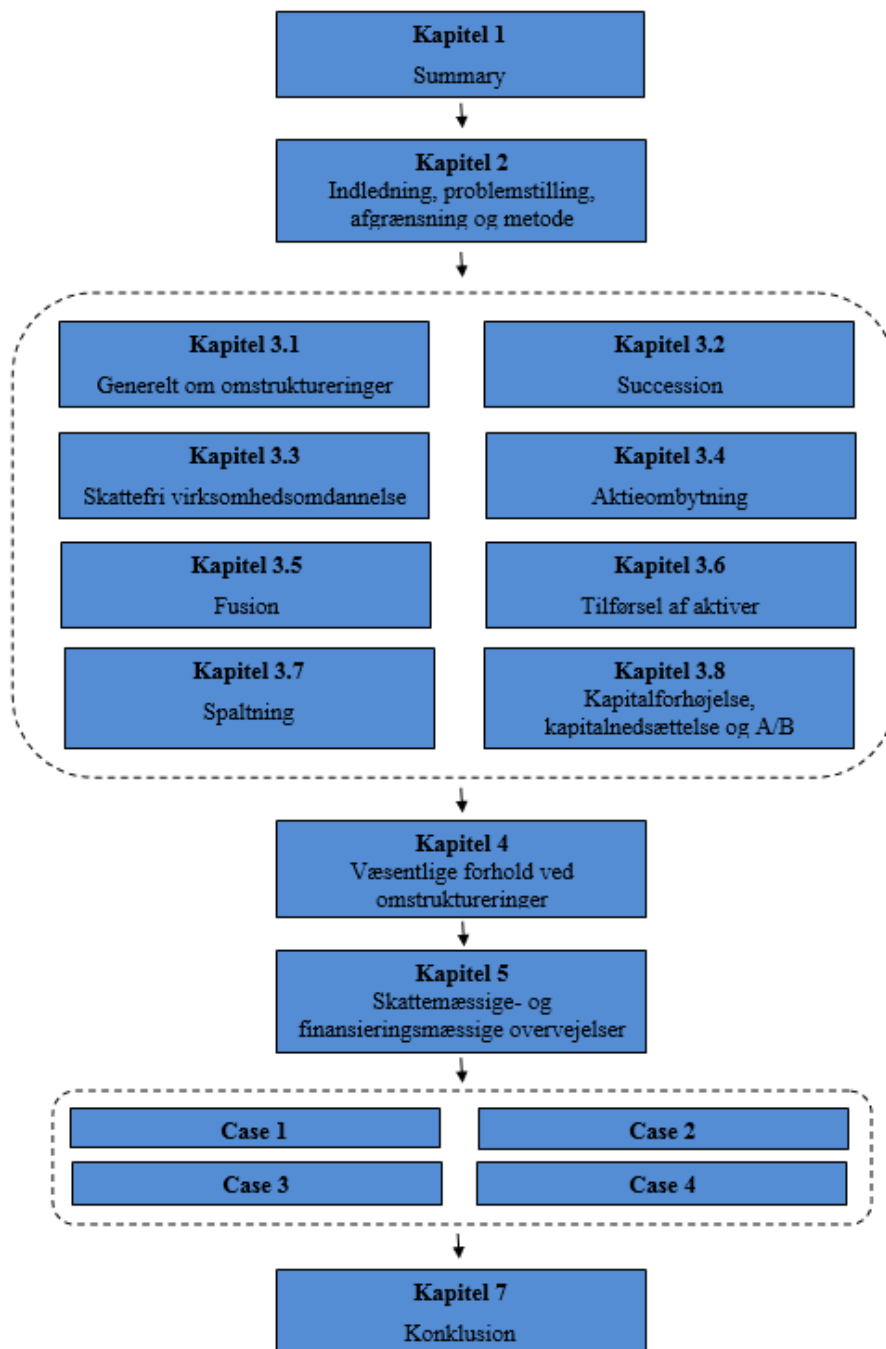 Kapitel 1
Summary
Kapitel 2
Indledning, problemstilling,
afgrænsning og metode
Kapitel 3.1
Generelt om omstruktureringer
Kapitel 3.2
Succession
Kapitel 3.3
Skattefri virksomhedsomdannelse
Kapitel 3.4
Aktieombytning
Kapitel 3.5
Fusion
Kapitel 3.6
Tilførsel af aktiver
Kapitel 3.7
Spaltning
Kapitel 3.8
Kapitalforhøjelse,
kapitalnedsættelse og A/B
Kapitel 4
Væsentlige forhold ved
omstruktureringer
Kapitel 5
Skattemæssige- og
finansieringsmæssige overvejelser
Case 1
Case 2
Case 3
Case 4
Kapitel 7
Konklusion